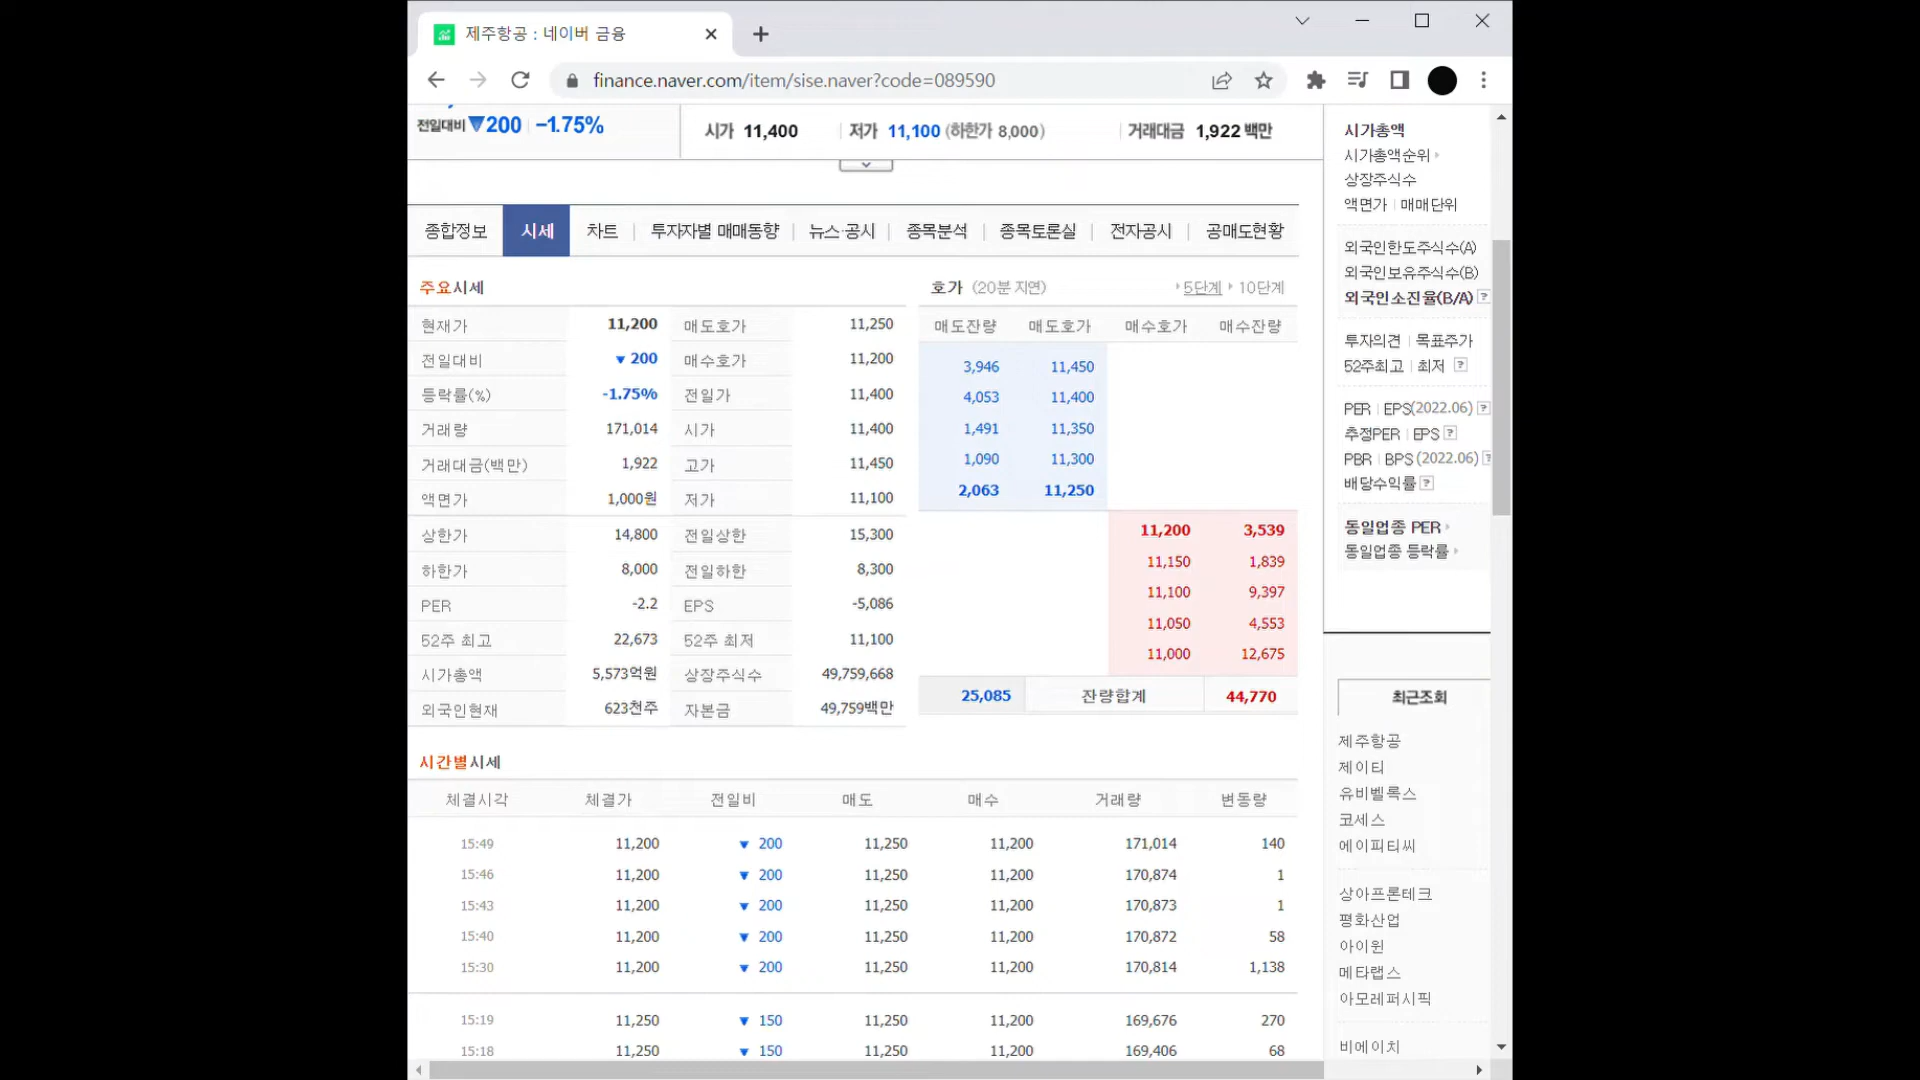 제주항공 : 네이버 금융
finance.naver.com/item/sise.naver?code=089590
전일대비 ▼200 -1.75%
시가 11,400 저가 11,100 (하한가 8,000) 거래대금 1,922 백만
종합정보 시세 차트 투자자별 매매동향 뉴스·공시 종목분석 종목토론실 전자공시 공매도현황
주요시세
현재가 11,200 매도호가 11,250
전일대비 ▼ 200 매수호가 11,200
등락률(%) -1.75% 전일가 11,400
거래량 171,014 시가 11,400
거래대금(백만) 1,922 고가 11,450
액면가 1,000원 저가 11,100
상한가 14,800 전일상한 15,300
하한가 8,000 전일하한 8,300
PER -2.2 EPS -5,086
52주 최고 22,673 52주 최저 11,100
시가총액 5,573억원 상장주식수 49,759,668
외국인현재 623천주 자본금 49,759백만
호가 (20분 지연) 5단계 10단계
매도잔량 매도호가 매수호가 매수잔량
3,946 11,450
4,053 11,400
1,491 11,350
1,090 11,300
2,063 11,250
11,200 3,539
11,150 1,839
11,100 9,397
11,050 4,553
11,000 12,675
25,085 잔량합계 44,770
시간별시세
체결시각 체결가 전일비 매도 매수 거래량 변동량
15:49 11,200 ▼ 200 11,250 11,200 171,014 140
15:46 11,200 ▼ 200 11,250 11,200 170,874 1
15:43 11,200 ▼ 200 11,250 11,200 170,873 1
15:40 11,200 ▼ 200 11,250 11,200 170,872 58
15:30 11,200 ▼ 200 11,250 11,200 170,814 1,138
15:19 11,250 ▼ 150 11,250 11,200 169,676 270
15:18 11,250 ▼ 150 11,250 11,200 169,406 68
시가총액
시가총액순위
상장주식수
액면가 매매단위
외국인한도주식수(A)
외국인보유주식수(B)
외국인소진율(B/A) ?
투자의견 목표주가
52주최고 최저 ?
PER EPS(2022.06) ?
추정PER EPS ?
PBR BPS (2022.06) ?
배당수익률 ?
동일업종 PER
동일업종 등락률
최근조회
제주항공
제이티
유비벨록스
코세스
에이피티씨
상아프론테크
평화산업
아이윈
메타랩스
아모레퍼시픽
비에이치